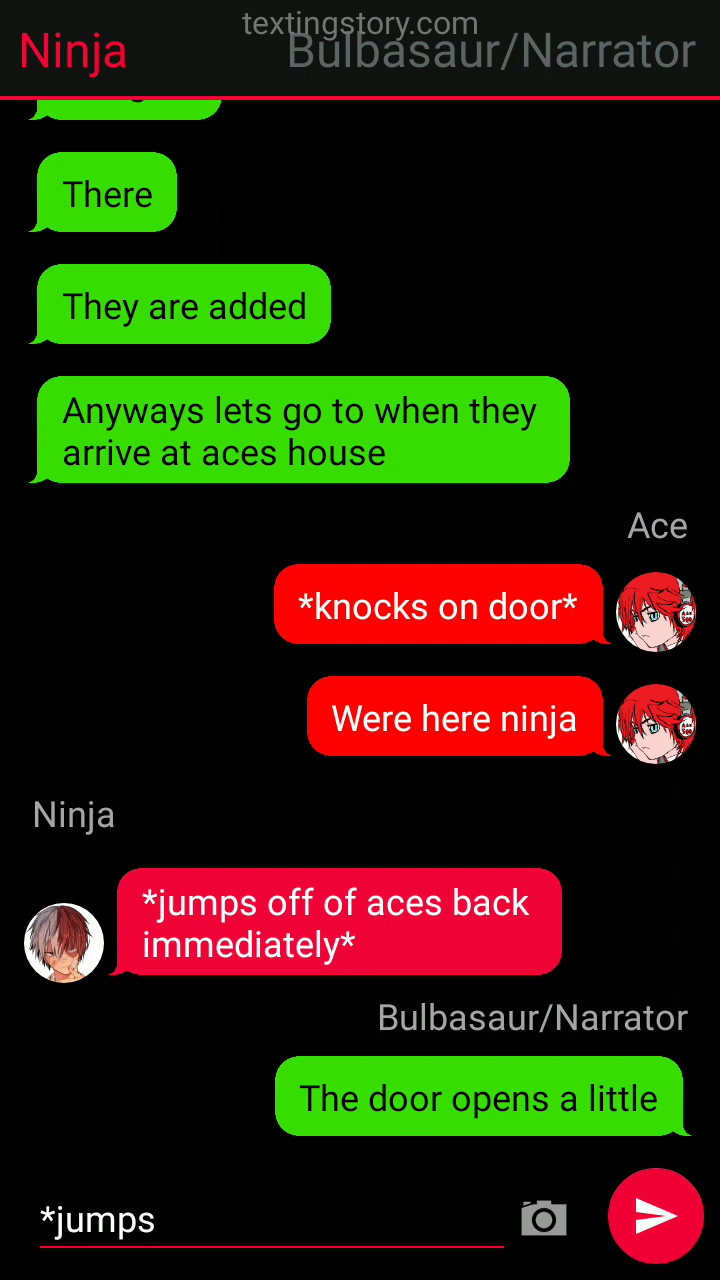 textingstory.com
Ninja
Bulbasaur/Narrator
There
They are added
Anyways lets go to when they
arrive at aces house
Ace
*knocks on door*
Were here ninja
Ninja
*jumps off of aces back
immediately*
Bulbasaur/Narrator
The door opens a little
*jumps